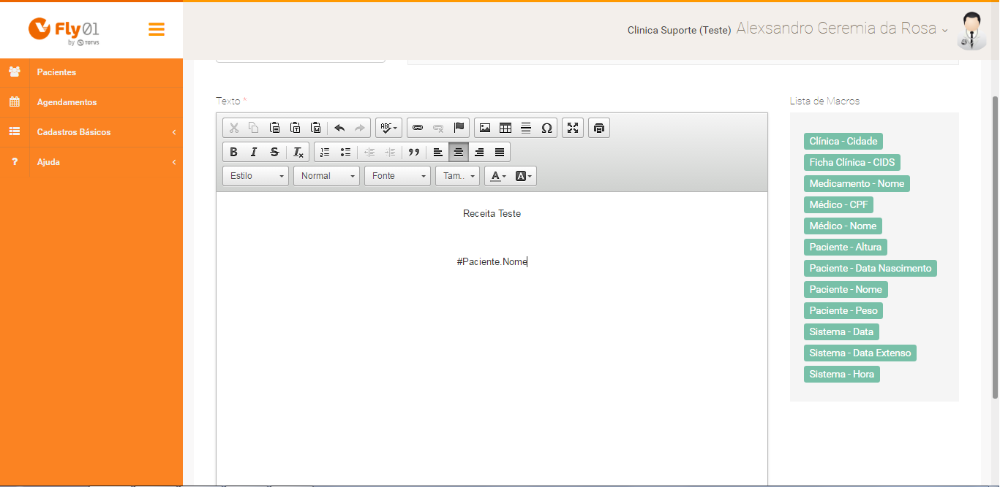 Fly01
by TOTVS
Clinica Suporte (Teste) Alexsandro Geremia da Rosa
Pacientes
Agendamentos
Cadastros Básicos
? Ajuda
Texto *
ABC
Ω
B I S Tx
Estilo Normal Fonte Tam.. A A
Receita Teste
#Paciente.Nome
Lista de Macros
Clínica - Cidade
Ficha Clínica - CIDS
Medicamento - Nome
Médico - CPF
Médico - Nome
Paciente - Altura
Paciente - Data Nascimento
Paciente - Nome
Paciente - Peso
Sistema - Data
Sistema - Data Extenso
Sistema - Hora